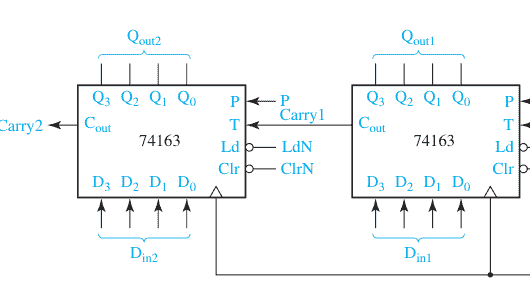 Qout2 Qout1
Q3 Q2 Q1 Q0 P P Q3 Q2 Q1 Q0 P
Carry2 Cout T Carry1 Cout T
74163 74163
Ld LdN Ld
Clr ClrN Clr
D3 D2 D1 D0 D3 D2 D1 D0
Din2 Din1